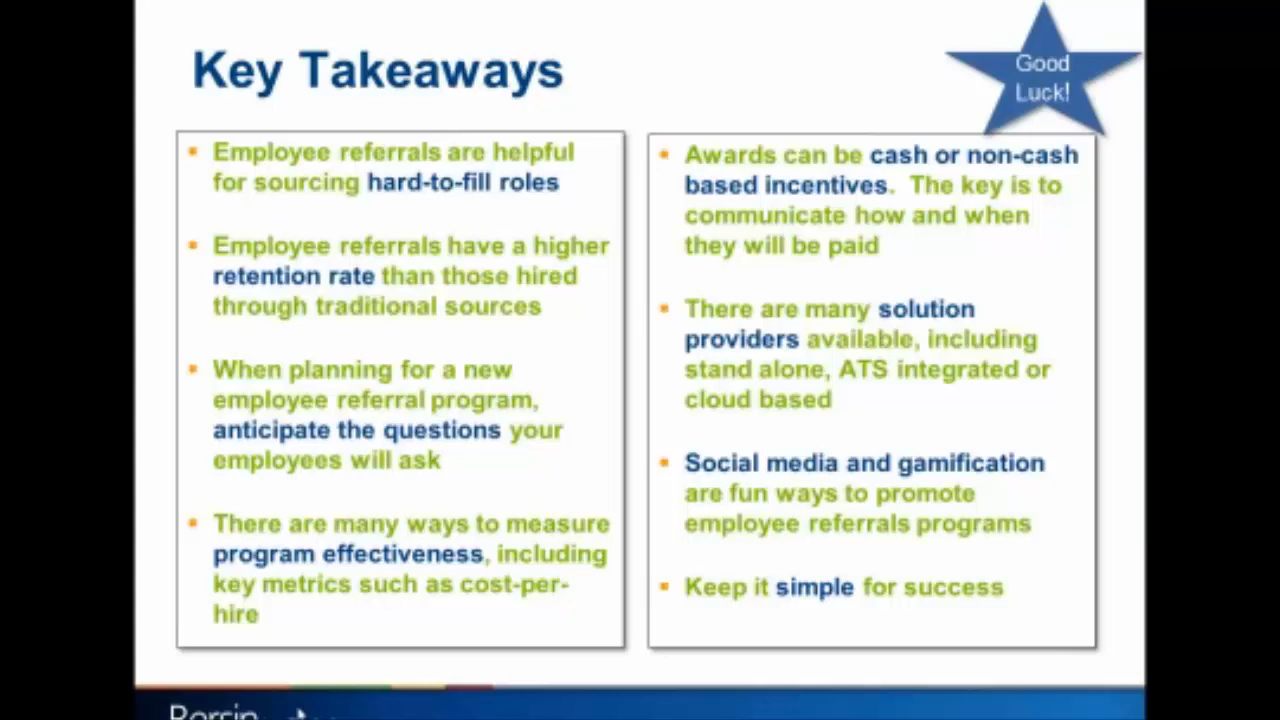 Key Takeaways
Good
Luck!
Employee referrals are helpful
for sourcing hard-to-fill roles
Employee referrals have a higher
retention rate than those hired
through traditional sources
When planning for a new
employee referral program,
anticipate the questions your
employees will ask
There are many ways to measure
program effectiveness, including
key metrics such as cost-per-
hire
Awards can be cash or non-cash
based incentives.  The key is to
communicate how and when
they will be paid
There are many solution
providers available, including
stand alone, ATS integrated or
cloud based
Social media and gamification
are fun ways to promote
employee referrals programs
Keep it simple for success